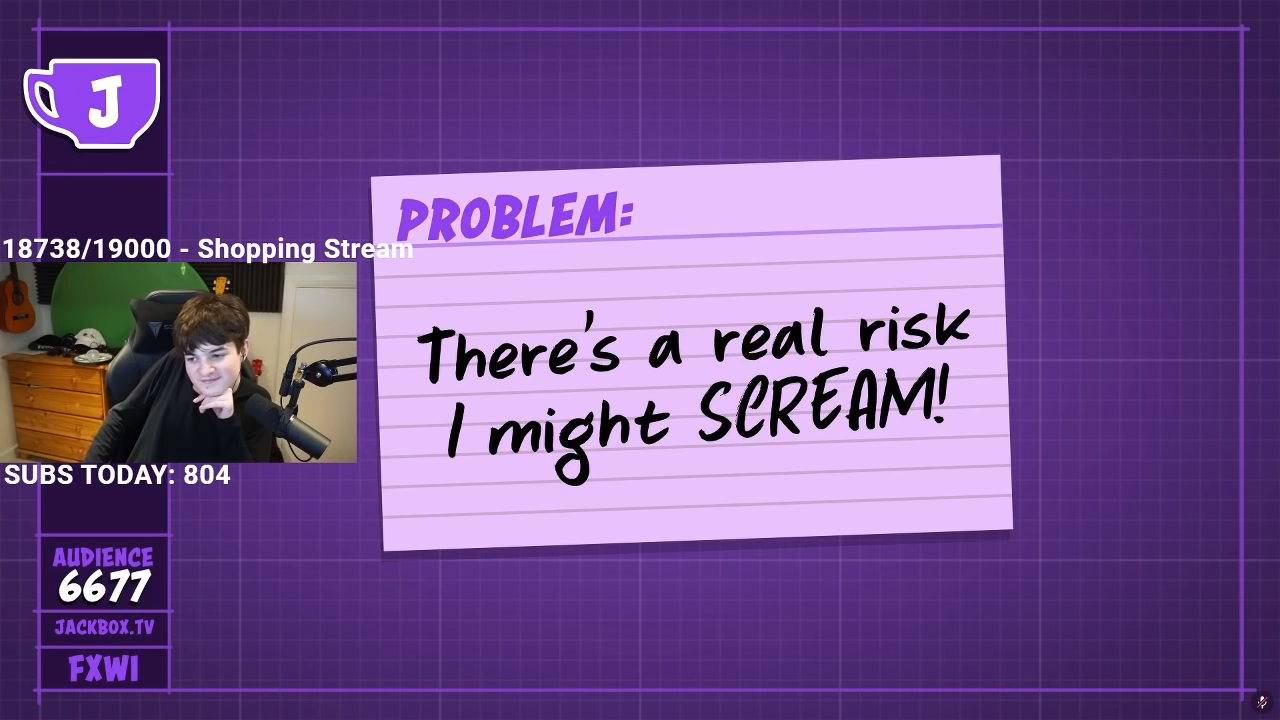 J
PROBLEM:
18738/19000 - Shopping Stream
There's a real risk
I might SCREAM!
SUBS TODAY: 804
AUDIENCE
6677
JACKBOX.TV
FXWI